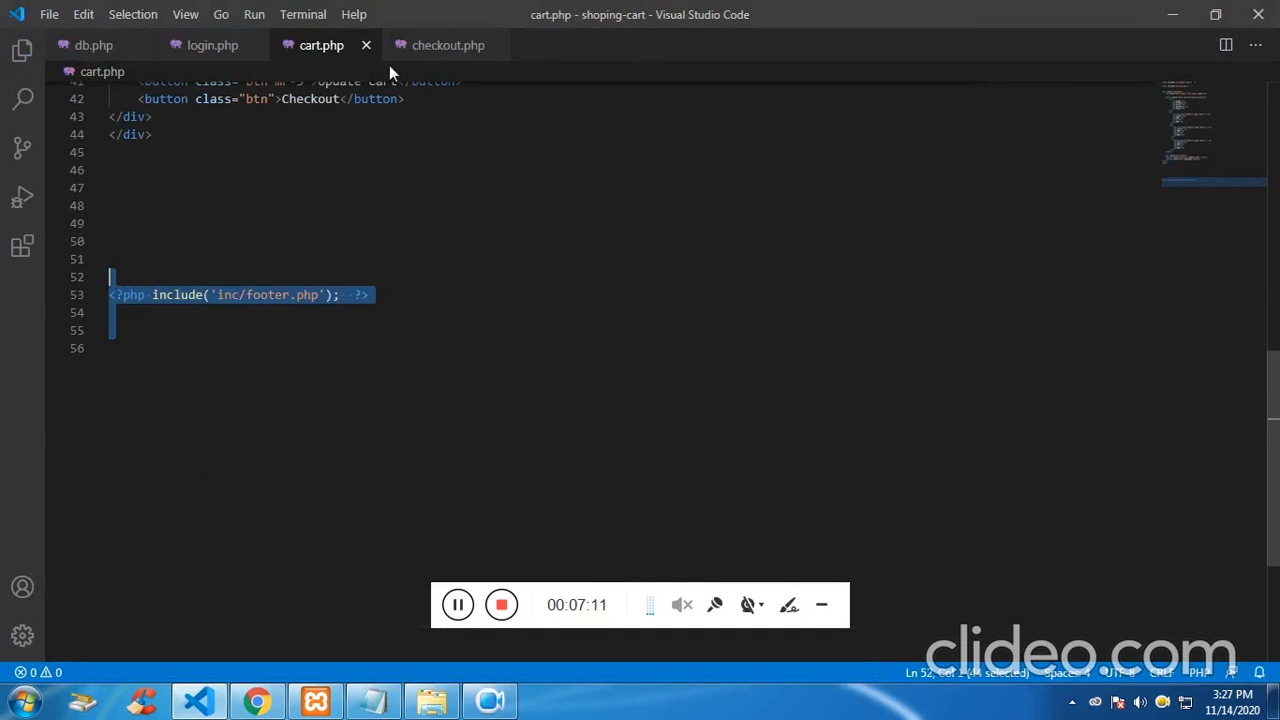 File Edit Selection View Go Run Terminal Help cart.php - shoping-cart - Visual Studio Code
db.php login.php cart.php checkout.php
cart.php
41 <button class="btn mr-5">Update Cart</button>
42 <button class="btn">Checkout</button>
43 </div>
44 </div>
45
46
47
48
49
50
51
52
53 <?php include('inc/footer.php'); ?>
54
55
56
00:07:11
clideo.com
0 0 Ln 52, Col 1 (44 selected) Spaces: 4 UTF-8 CRLF PHP
3:27 PM
11/14/2020